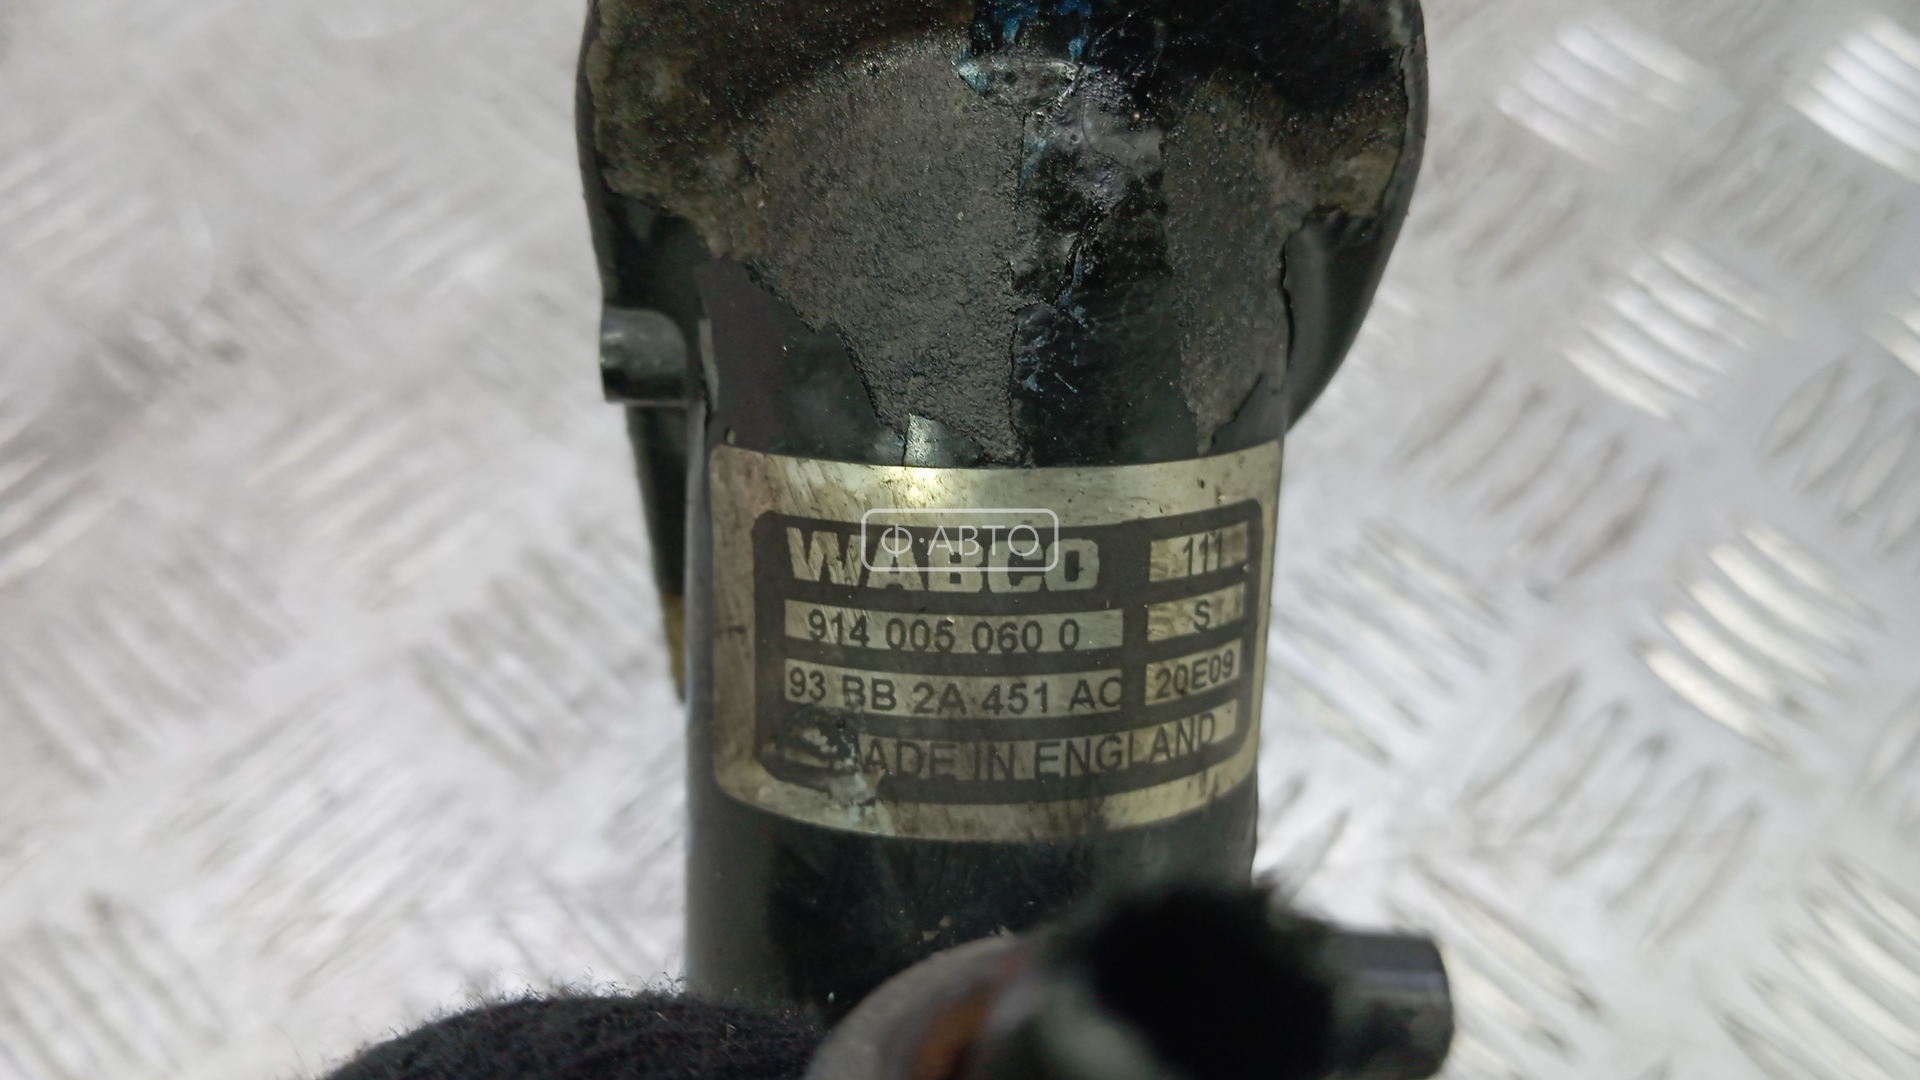 WABCO 111
Ф·АВТО
914 005 060 0 S
93 BB 2A 451 AC 20E09
MADE IN ENGLAND